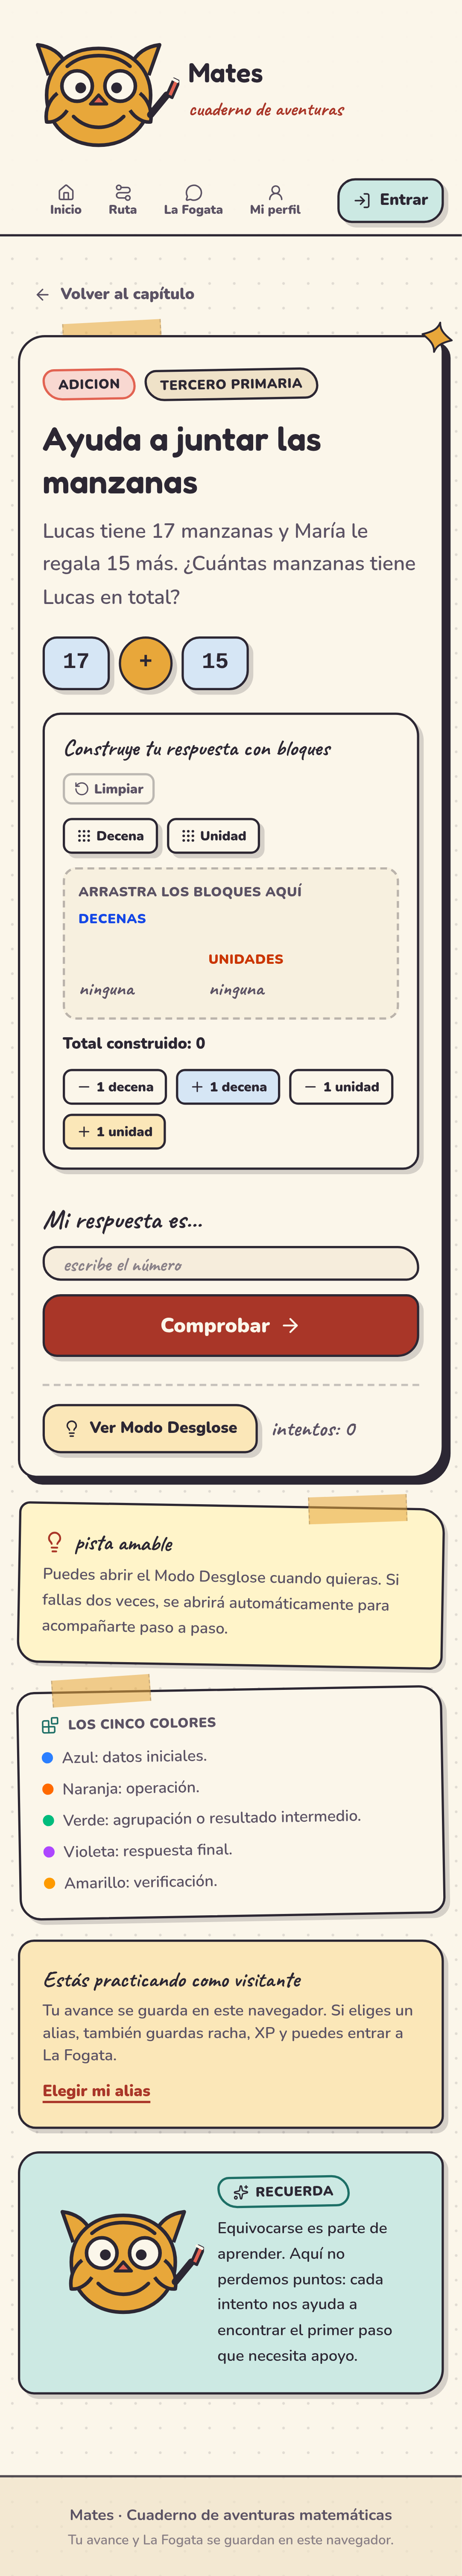 Mates
cuaderno de aventuras
Inicio
Ruta
La Fogata
Mi perfil
Entrar
Volver al capítulo
ADICION
TERCERO PRIMARIA
Ayuda a juntar las
manzanas
Lucas tiene 17 manzanas y María le
regala 15 más. ¿Cuántas manzanas tiene
Lucas en total?
17
+
15
Construye tu respuesta con bloques
Limpiar
Decena
Unidad
ARRASTRA LOS BLOQUES AQUÍ
DECENAS
UNIDADES
ninguna
ninguna
Total construido: 0
− 1 decena
+ 1 decena
− 1 unidad
+ 1 unidad
Mi respuesta es...
escribe el número
Comprobar →
Ver Modo Desglose
intentos: 0
pista amable
Puedes abrir el Modo Desglose cuando quieras. Si
fallas dos veces, se abrirá automáticamente para
acompañarte paso a paso.
LOS CINCO COLORES
Azul: datos iniciales.
Naranja: operación.
Verde: agrupación o resultado intermedio.
Violeta: respuesta final.
Amarillo: verificación.
Estás practicando como visitante
Tu avance se guarda en este navegador. Si eliges un
alias, también guardas racha, XP y puedes entrar a
La Fogata.
Elegir mi alias
RECUERDA
Equivocarse es parte de
aprender. Aquí no
perdemos puntos: cada
intento nos ayuda a
encontrar el primer paso
que necesita apoyo.
Mates · Cuaderno de aventuras matemáticas
Tu avance y La Fogata se guardan en este navegador.